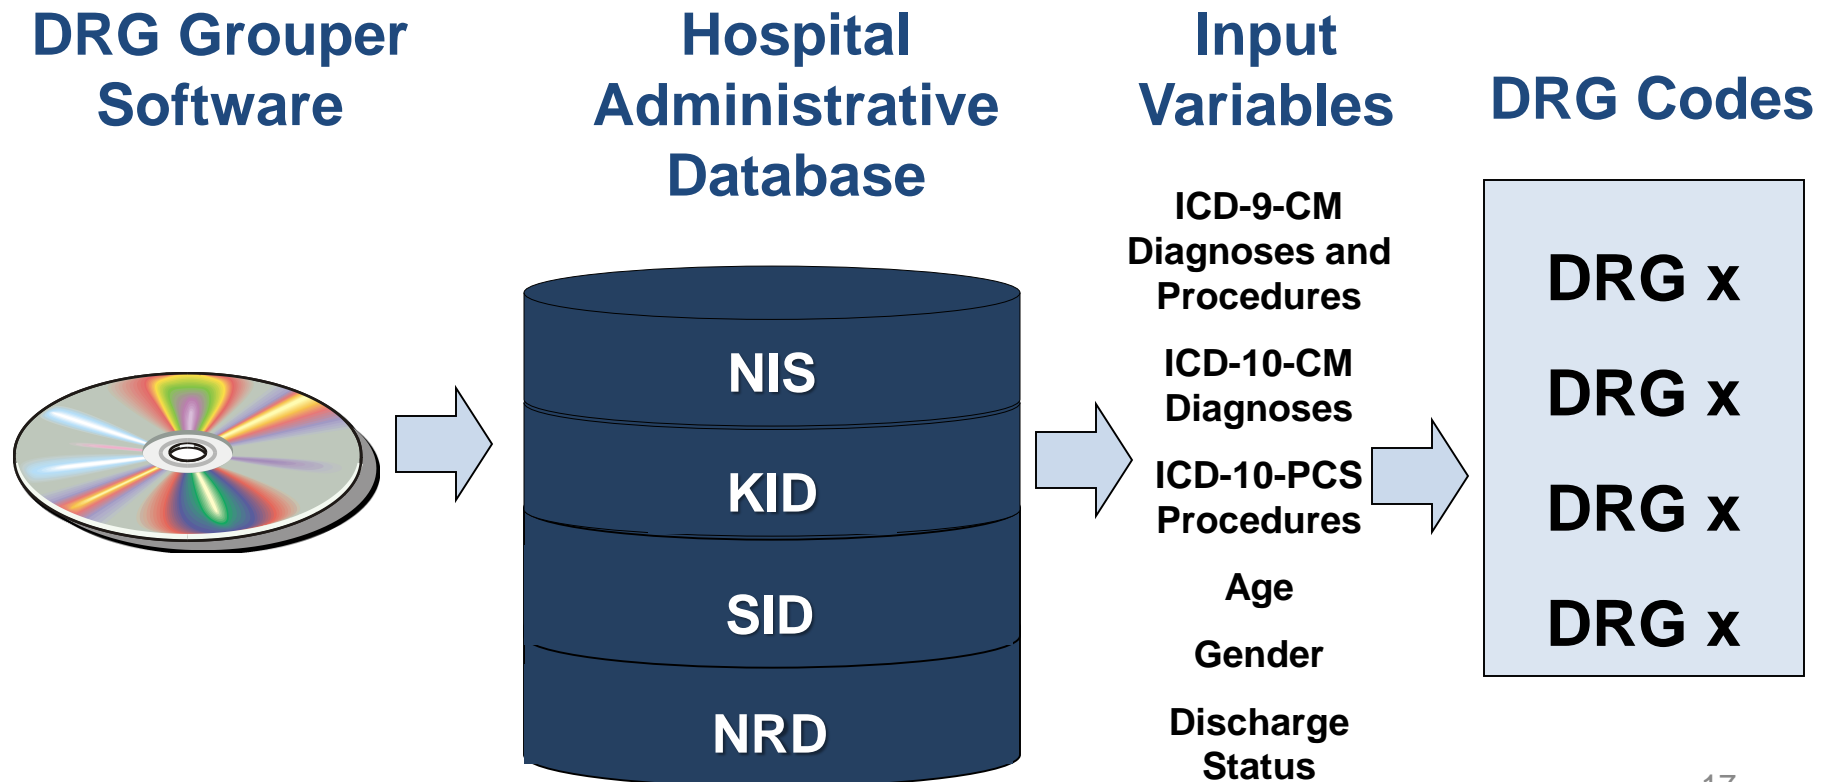 DRG Grouper
Software
Hospital
Administrative
Database
Input
Variables
DRG Codes
NIS
KID
SID
NRD
ICD-9-CM
Diagnoses and
Procedures
ICD-10-CM
Diagnoses
ICD-10-PCS
Procedures
Age
Gender
Discharge
Status
DRG x
DRG x
DRG x
DRG x
17